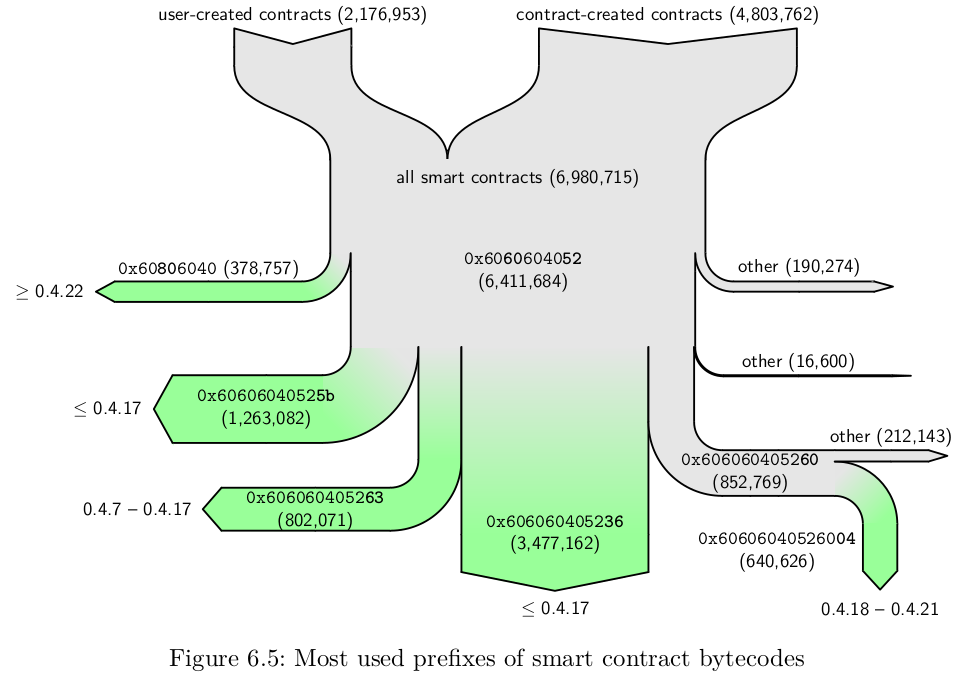 user-created contracts (2,176,953)
contract-created contracts (4,803,762)
all smart contracts (6,980,715)
0x6060604052
(6,411,684)
0x60806040 (378,757)
≥ 0.4.22
other (190,274)
other (16,600)
0x60606040525b
(1,263,082)
≤ 0.4.17
other (212,143)
0x606060405260
(852,769)
0x606060405263
(802,071)
0.4.7 – 0.4.17
0x606060405236
(3,477,162)
≤ 0.4.17
0x60606040526004
(640,626)
0.4.18 – 0.4.21
Figure 6.5: Most used prefixes of smart contract bytecodes